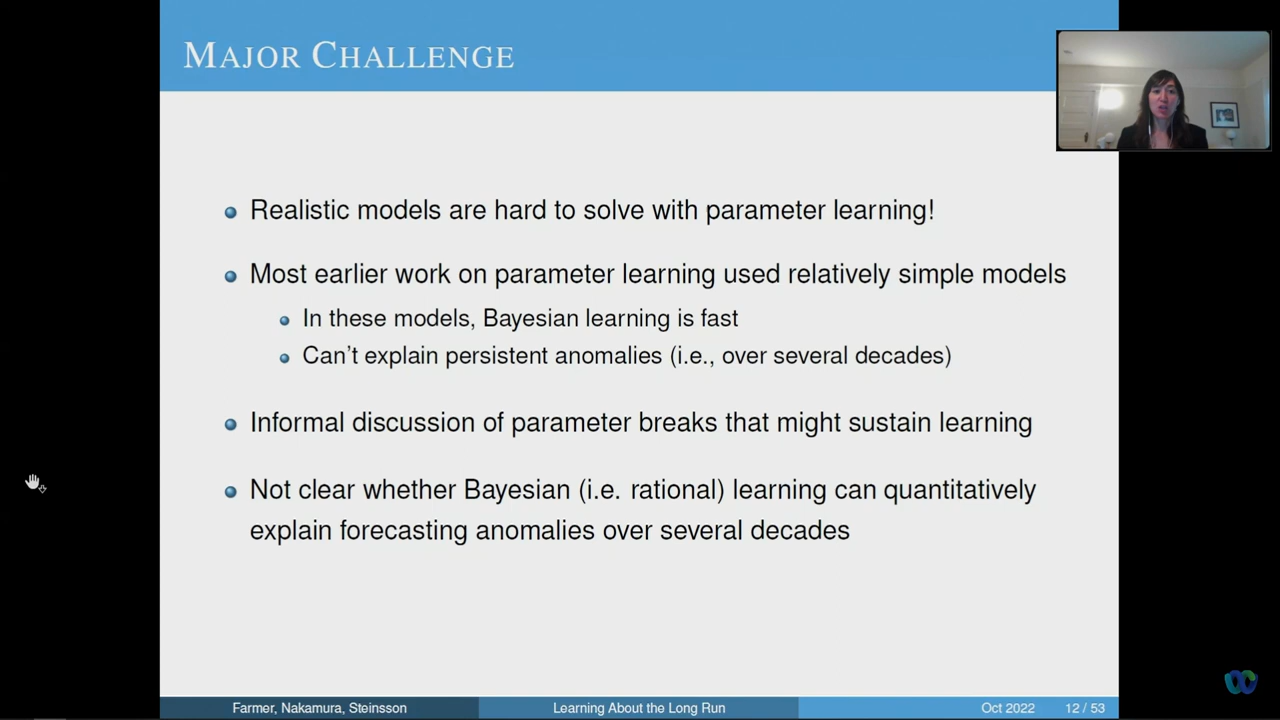 MAJOR CHALLENGE
Realistic models are hard to solve with parameter learning!
Most earlier work on parameter learning used relatively simple models
In these models, Bayesian learning is fast
Can't explain persistent anomalies (i.e., over several decades)
Informal discussion of parameter breaks that might sustain learning
Not clear whether Bayesian (i.e. rational) learning can quantitatively
explain forecasting anomalies over several decades
Farmer, Nakamura, Steinsson
Learning About the Long Run
Oct 2022
12 / 53